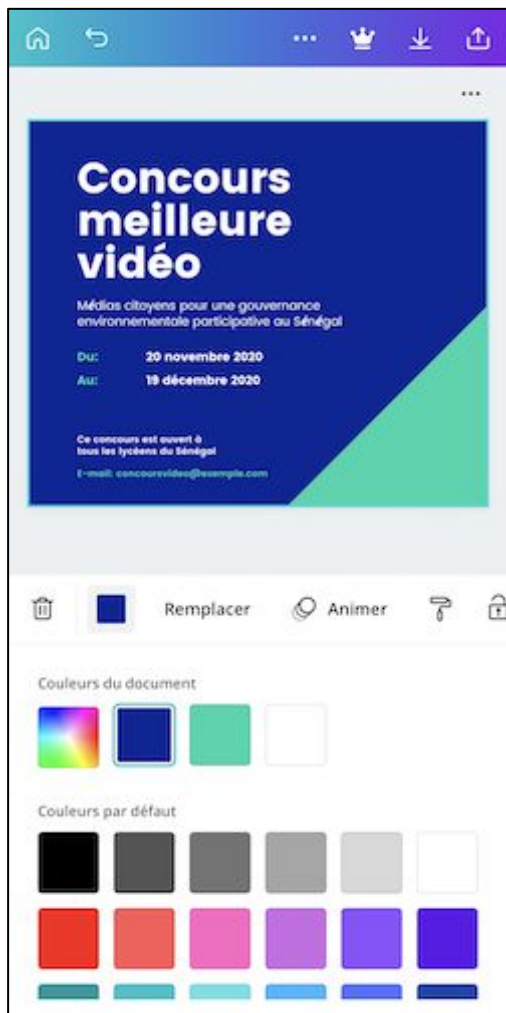 Concours
meilleure
vidéo
Médias citoyens pour une gouvernance
environnementale participative au Sénégal
Du: 20 novembre 2020
Au: 19 décembre 2020
Ce concours est ouvert à
tous les lycéens du Sénégal
E-mail: concoursvideo@exemple.com
Remplacer Animer
Couleurs du document
Couleurs par défaut